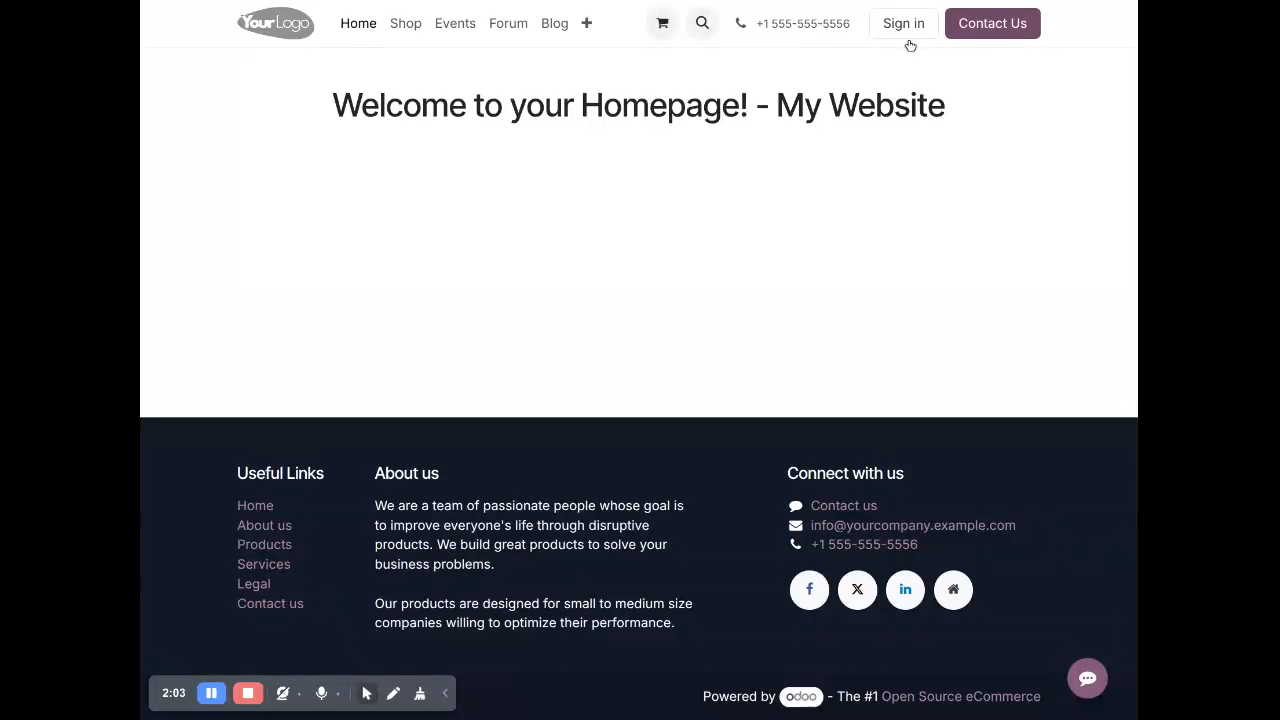 YourLogo Home Shop Events Forum Blog +1 555-555-5556 Sign in Contact Us
Welcome to your Homepage! - My Website
Useful Links
Home
About us
Products
Services
Legal
Contact us
About us
We are a team of passionate people whose goal is
to improve everyone's life through disruptive
products. We build great products to solve your
business problems.
Our products are designed for small to medium size
companies willing to optimize their performance.
Connect with us
Contact us
info@yourcompany.example.com
+1 555-555-5556
2:03
Powered by odoo - The #1 Open Source eCommerce